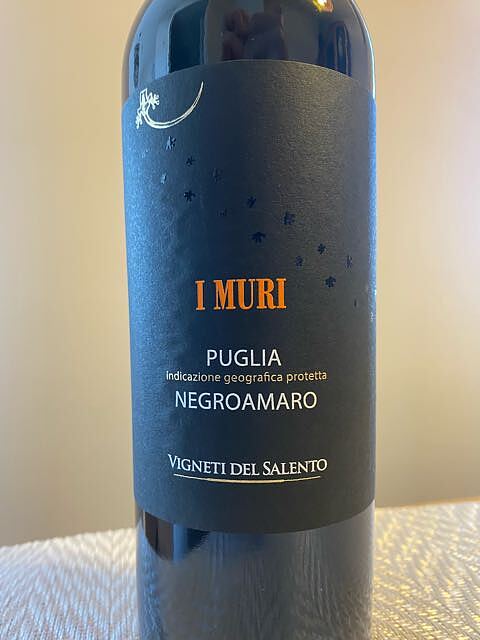 I MURI
PUGLIA
indicazione geografica protetta
NEGROAMARO
VIGNETI DEL SALENTO